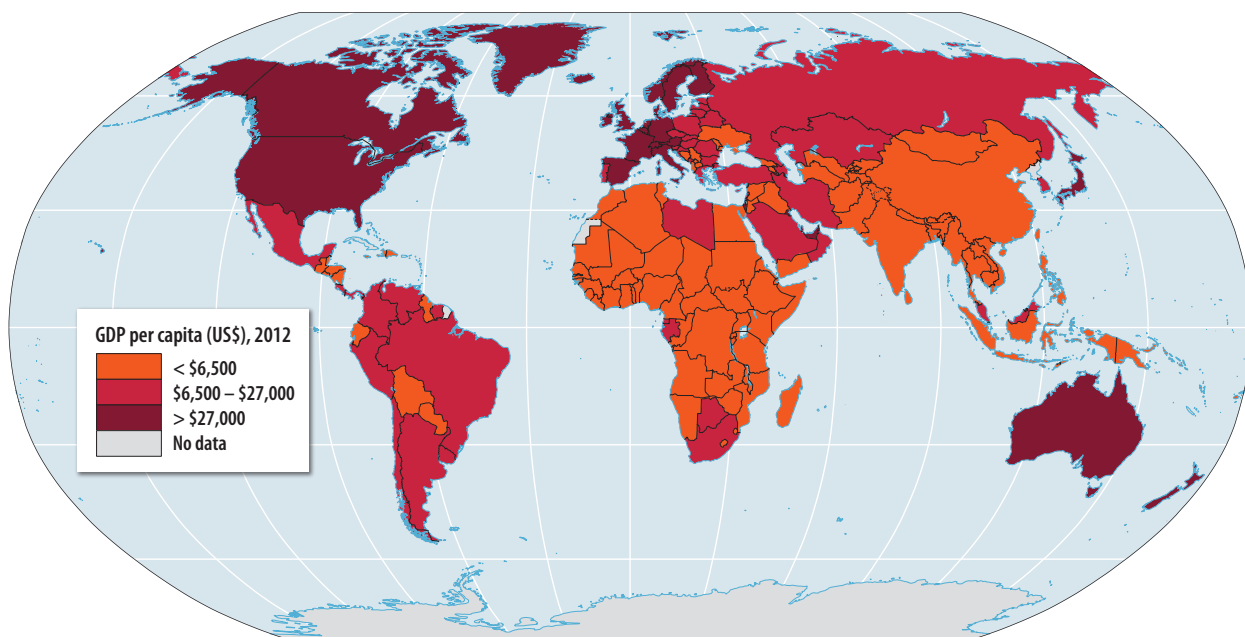 GDP per capita (US$), 2012
< $6,500
$6,500 – $27,000
> $27,000
No data